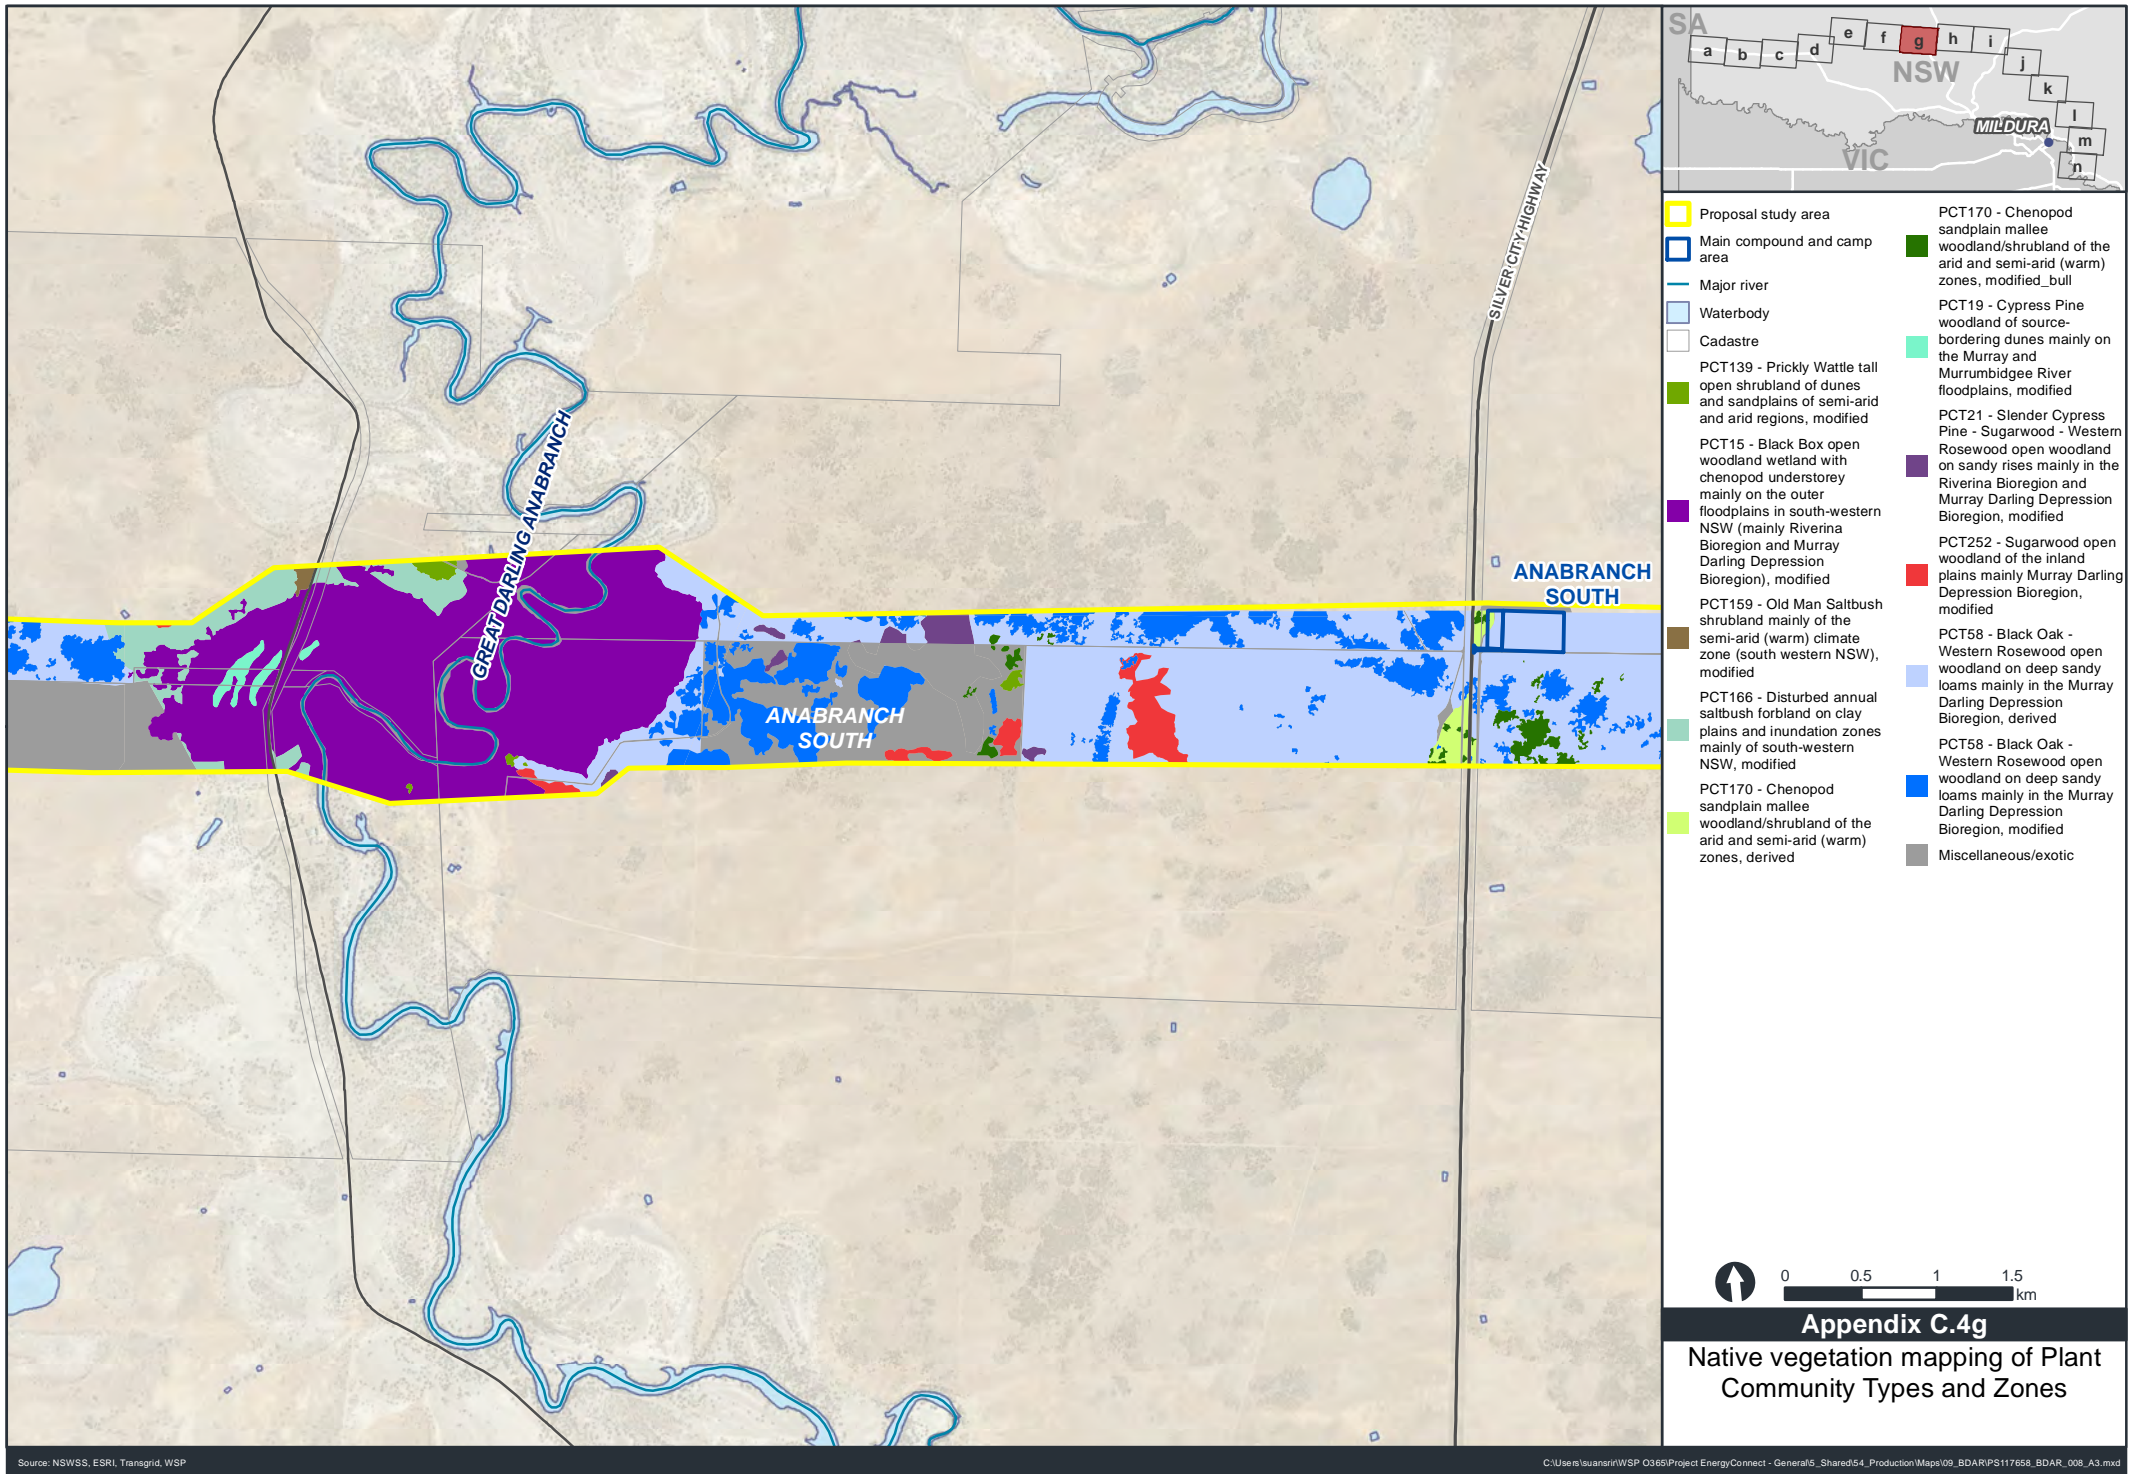 SA
a
b
c
d
e
f
g
h
i
j
k
l
m
n
NSW
MILDURA
VIC
SILVER CITY HIGHWAY
GREAT DARLING ANABRANCH
ANABRANCH
SOUTH
ANABRANCH
SOUTH
Proposal study area
Main compound and camp
area
Major river
Waterbody
Cadastre
PCT139 - Prickly Wattle tall
open shrubland of dunes
and sandplains of semi-arid
and arid regions, modified
PCT15 - Black Box open
woodland wetland with
chenopod understorey
mainly on the outer
floodplains in south-western
NSW (mainly Riverina
Bioregion and Murray
Darling Depression
Bioregion), modified
PCT159 - Old Man Saltbush
shrubland mainly of the
semi-arid (warm) climate
zone (south western NSW),
modified
PCT166 - Disturbed annual
saltbush forbland on clay
plains and inundation zones
mainly of south-western
NSW, modified
PCT170 - Chenopod
sandplain mallee
woodland/shrubland of the
arid and semi-arid (warm)
zones, derived
PCT170 - Chenopod
sandplain mallee
woodland/shrubland of the
arid and semi-arid (warm)
zones, modified_bull
PCT19 - Cypress Pine
woodland of source-
bordering dunes mainly on
the Murray and
Murrumbidgee River
floodplains, modified
PCT21 - Slender Cypress
Pine - Sugarwood - Western
Rosewood open woodland
on sandy rises mainly in the
Riverina Bioregion and
Murray Darling Depression
Bioregion, modified
PCT252 - Sugarwood open
woodland of the inland
plains mainly Murray Darling
Depression Bioregion,
modified
PCT58 - Black Oak -
Western Rosewood open
woodland on deep sandy
loams mainly in the Murray
Darling Depression
Bioregion, derived
PCT58 - Black Oak -
Western Rosewood open
woodland on deep sandy
loams mainly in the Murray
Darling Depression
Bioregion, modified
Miscellaneous/exotic
0 0.5 1 1.5
km
Appendix C.4g
Native vegetation mapping of Plant
Community Types and Zones
Source: NSWSS, ESRI, Transgrid, WSP
C:\Users\suansrir\WSP O365\Project EnergyConnect - General\5_Shared\54_Production\Maps\09_BDAR\PS117658_BDAR_008_A3.mxd